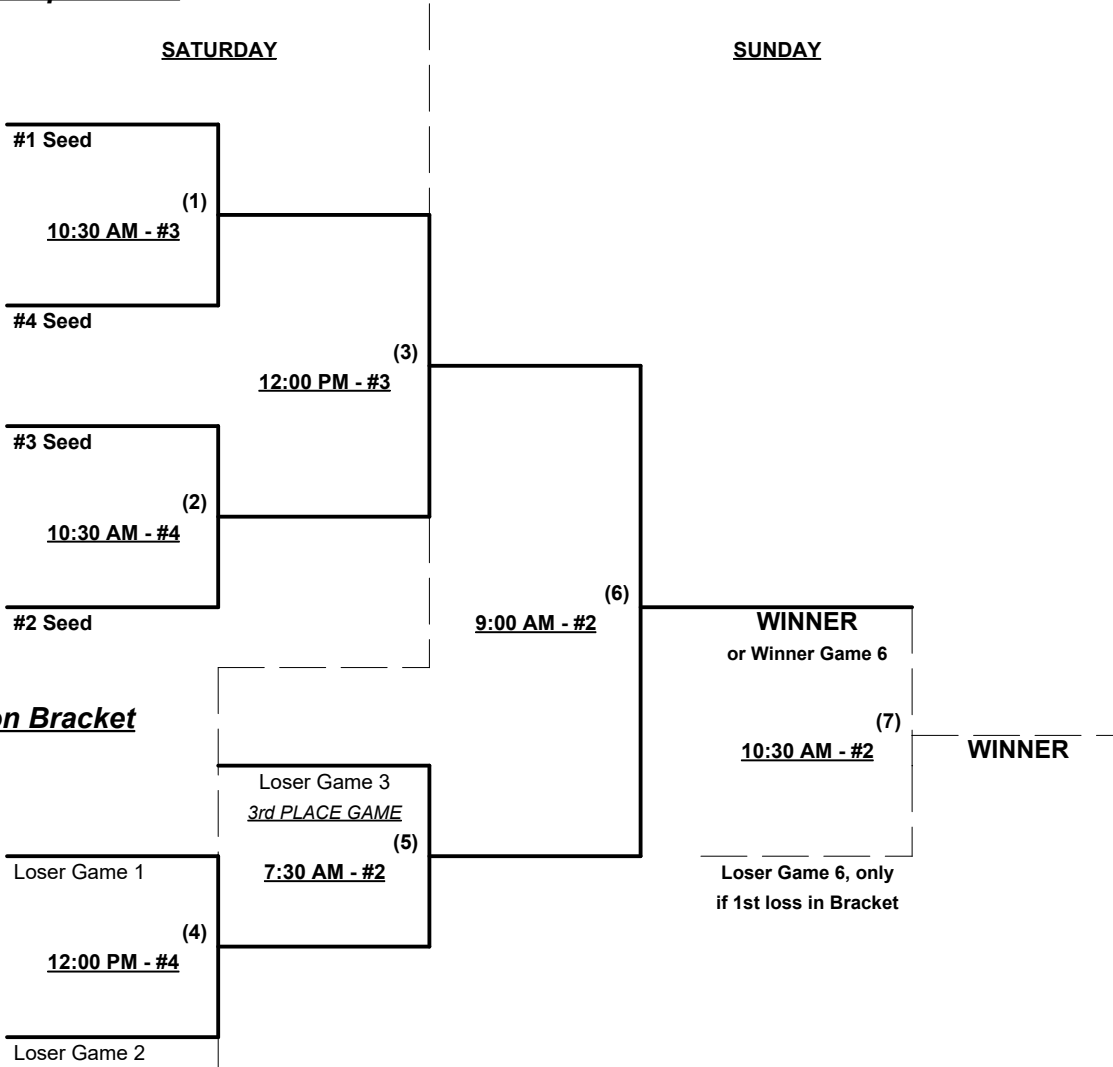 SATURDAY
SUNDAY
#1 Seed
(1)
10:30 AM - #3
#4 Seed
(3)
12:00 PM - #3
#3 Seed
(2)
10:30 AM - #4
#2 Seed
(6)
9:00 AM - #2
WINNER
or Winner Game 6
on Bracket
(7)
10:30 AM - #2
WINNER
Loser Game 3
3rd PLACE GAME
(5)
7:30 AM - #2
Loser Game 1
Loser Game 6, only
if 1st loss in Bracket
(4)
12:00 PM - #4
Loser Game 2